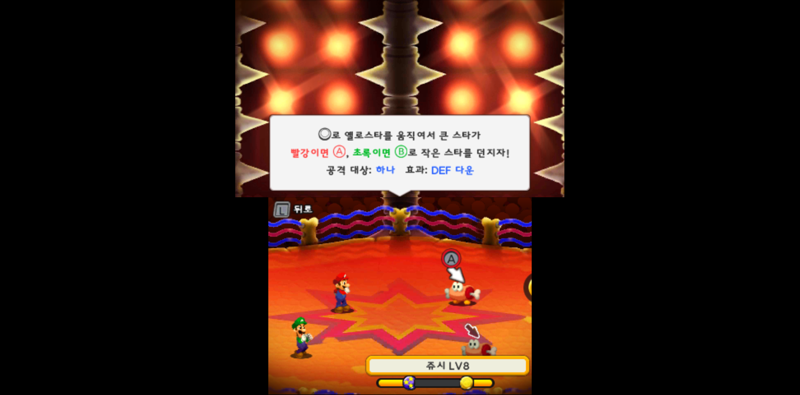 로 옐로스타를 움직여서 큰 스타가
빨강이면 Ⓐ, 초록이면 Ⓑ로 작은 스타를 던지자!
공격 대상: 하나 효과: DEF 다운
L 뒤로
A
쥬시 LV8